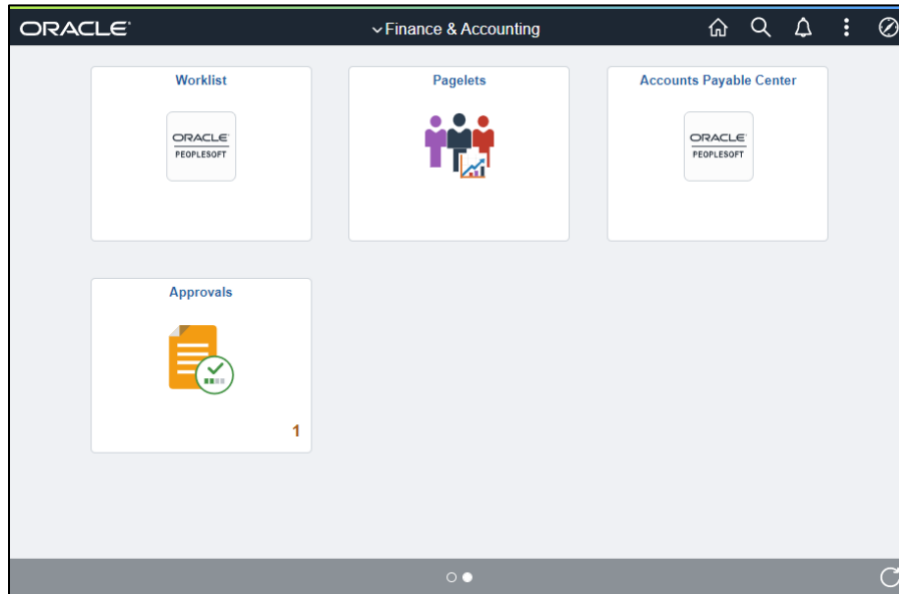 ORACLE
Finance & Accounting
Worklist
Pagelets
Accounts Payable Center
ORACLE
PEOPLESOFT
ORACLE
PEOPLESOFT
Approvals
1